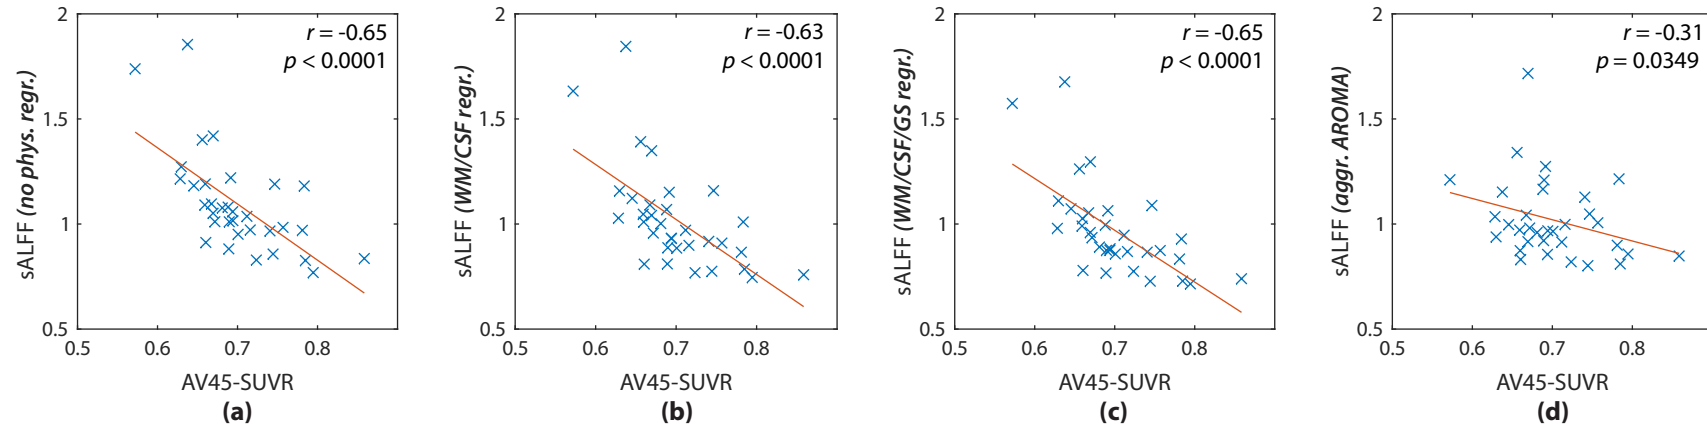 2
1.5
1
0.5
0.5 0.6 0.7 0.8
sALFF (no phys. regr.)
r = -0.65
p < 0.0001
AV45-SUVR
(a)
2
1.5
1
0.5
0.5 0.6 0.7 0.8
sALFF (WM/CSF regr.)
r = -0.63
p < 0.0001
AV45-SUVR
(b)
2
1.5
1
0.5
0.5 0.6 0.7 0.8
sALFF (WM/CSF/GS regr.)
r = -0.65
p < 0.0001
AV45-SUVR
(c)
2
1.5
1
0.5
0.5 0.6 0.7 0.8
sALFF (aggr. AROMA)
r = -0.31
p = 0.0349
AV45-SUVR
(d)